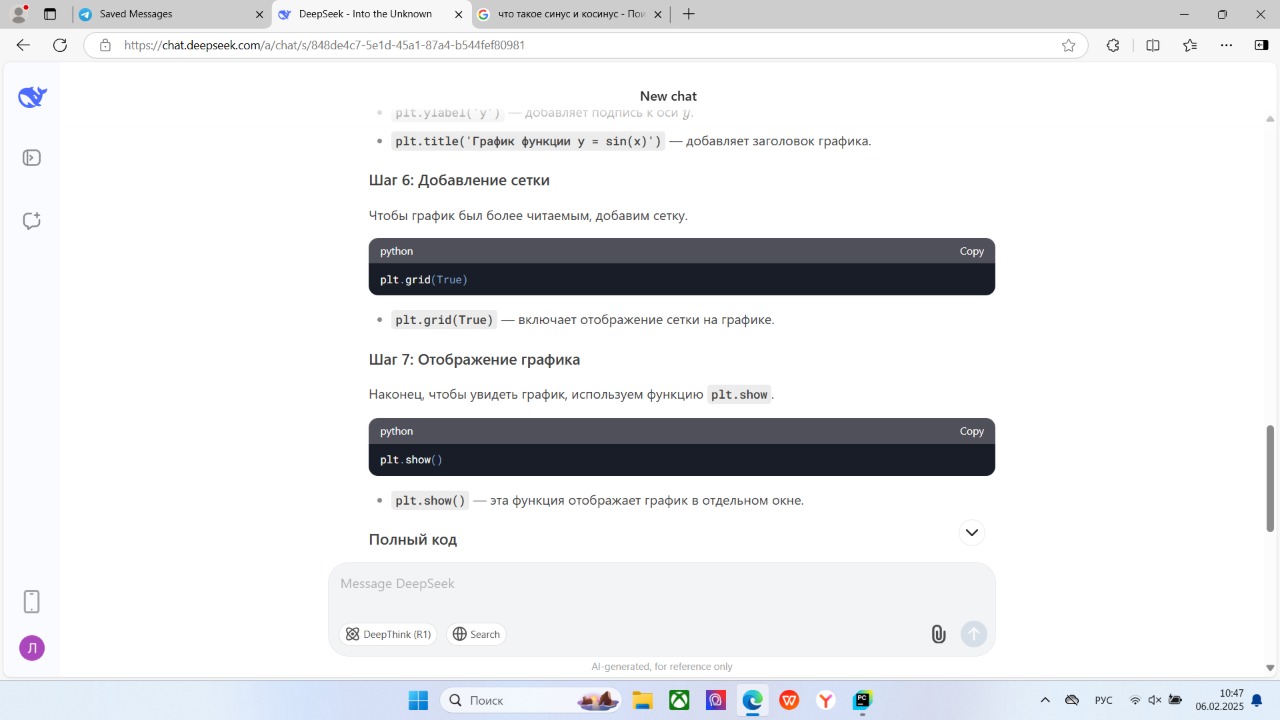 Saved Messages
DeepSeek - Into the Unknown
что такое синус и косинус - Пои
https://chat.deepseek.com/a/chat/s/848de4c7-5e1d-45a1-87a4-b544fef80981
New chat
plt.ylabel('y') — добавляет подпись к оси y.
plt.title('График функции y = sin(x)') — добавляет заголовок графика.
Шаг 6: Добавление сетки
Чтобы график был более читаемым, добавим сетку.
python Copy
plt.grid(True)
plt.grid(True) — включает отображение сетки на графике.
Шаг 7: Отображение графика
Наконец, чтобы увидеть график, используем функцию plt.show.
python Copy
plt.show()
plt.show() — эта функция отображает график в отдельном окне.
Полный код
Message DeepSeek
DeepThink (R1) Search
Л
AI-generated, for reference only
Поиск
РУС
10:47
06.02.2025